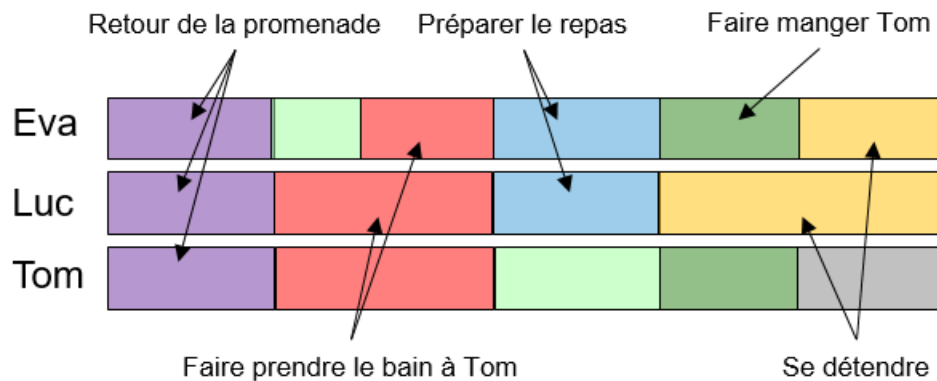 Retour de la promenade
Préparer le repas
Faire manger Tom
Eva
Luc
Tom
Faire prendre le bain à Tom
Se détendre